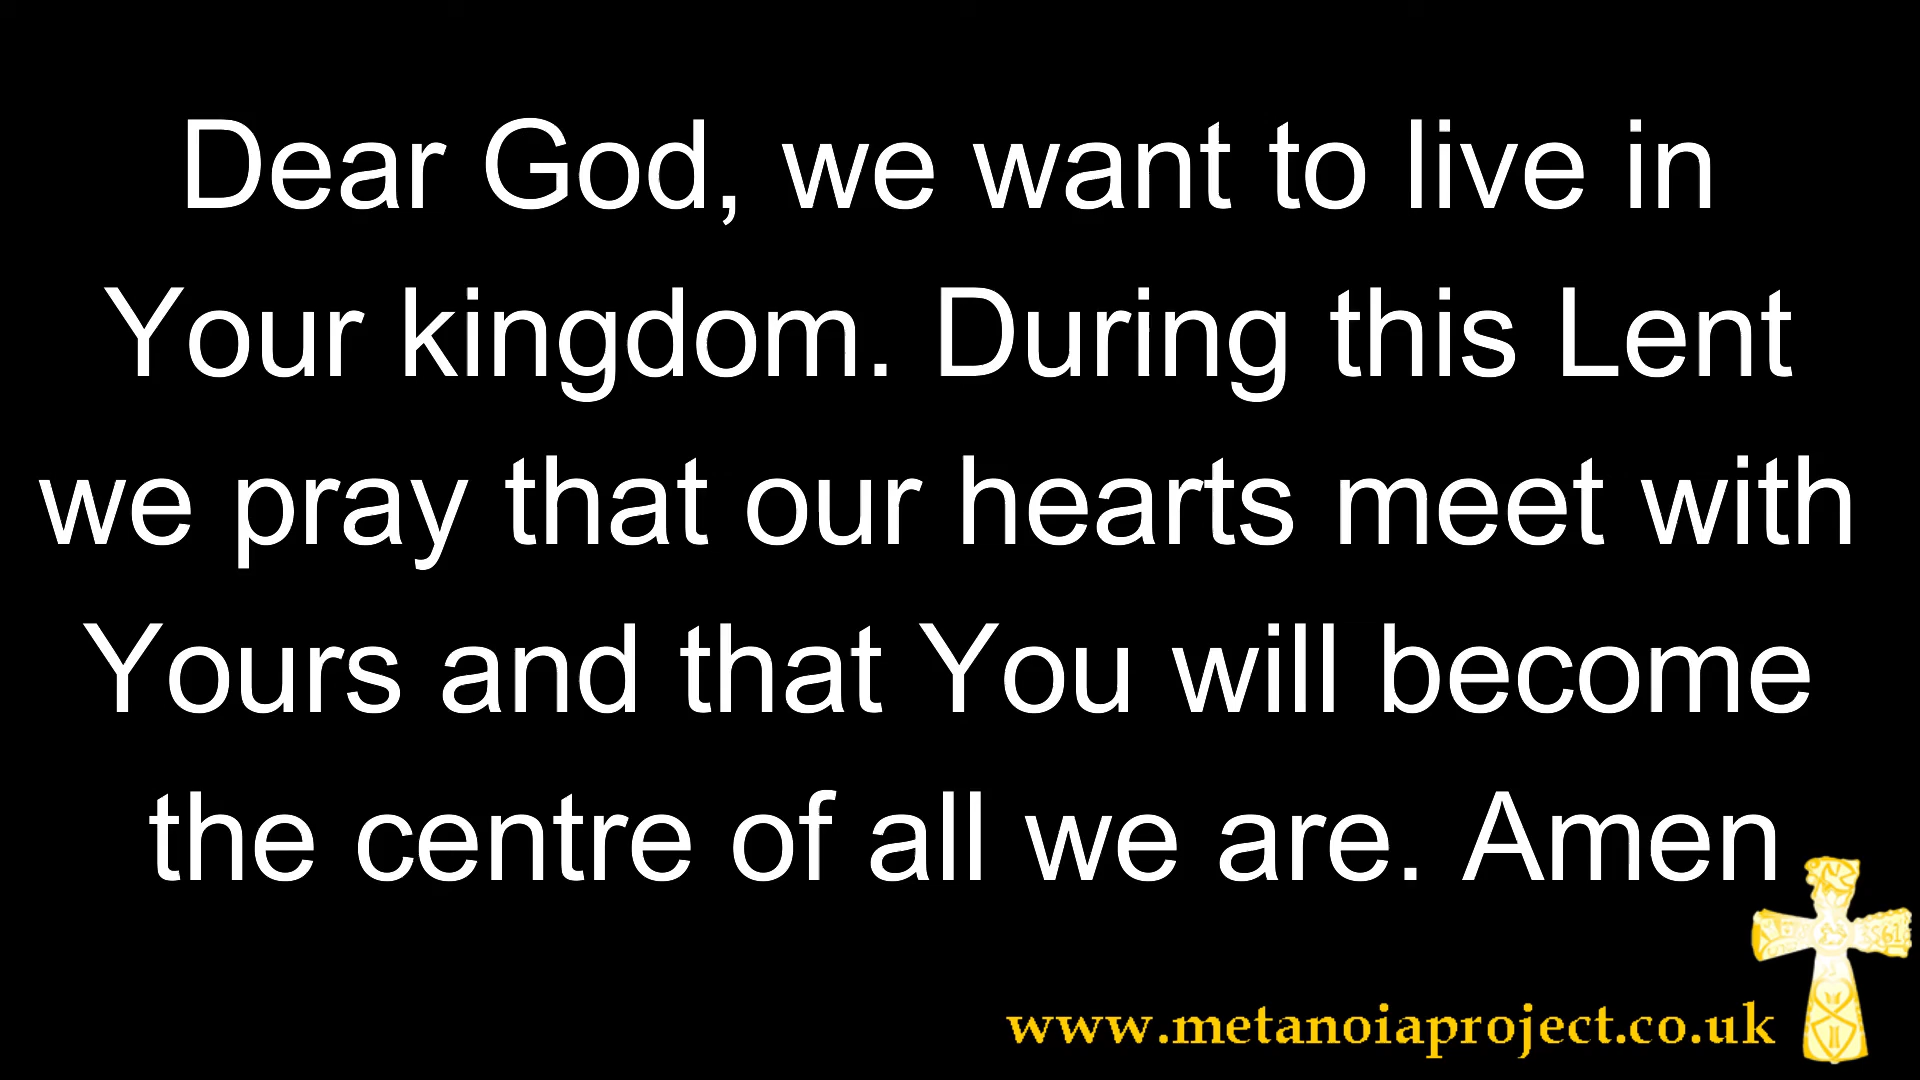 Dear God, we want to live in
Your kingdom. During this Lent
we pray that our hearts meet with
Yours and that You will become
the centre of all we are. Amen
www.metanoiaproject.co.uk